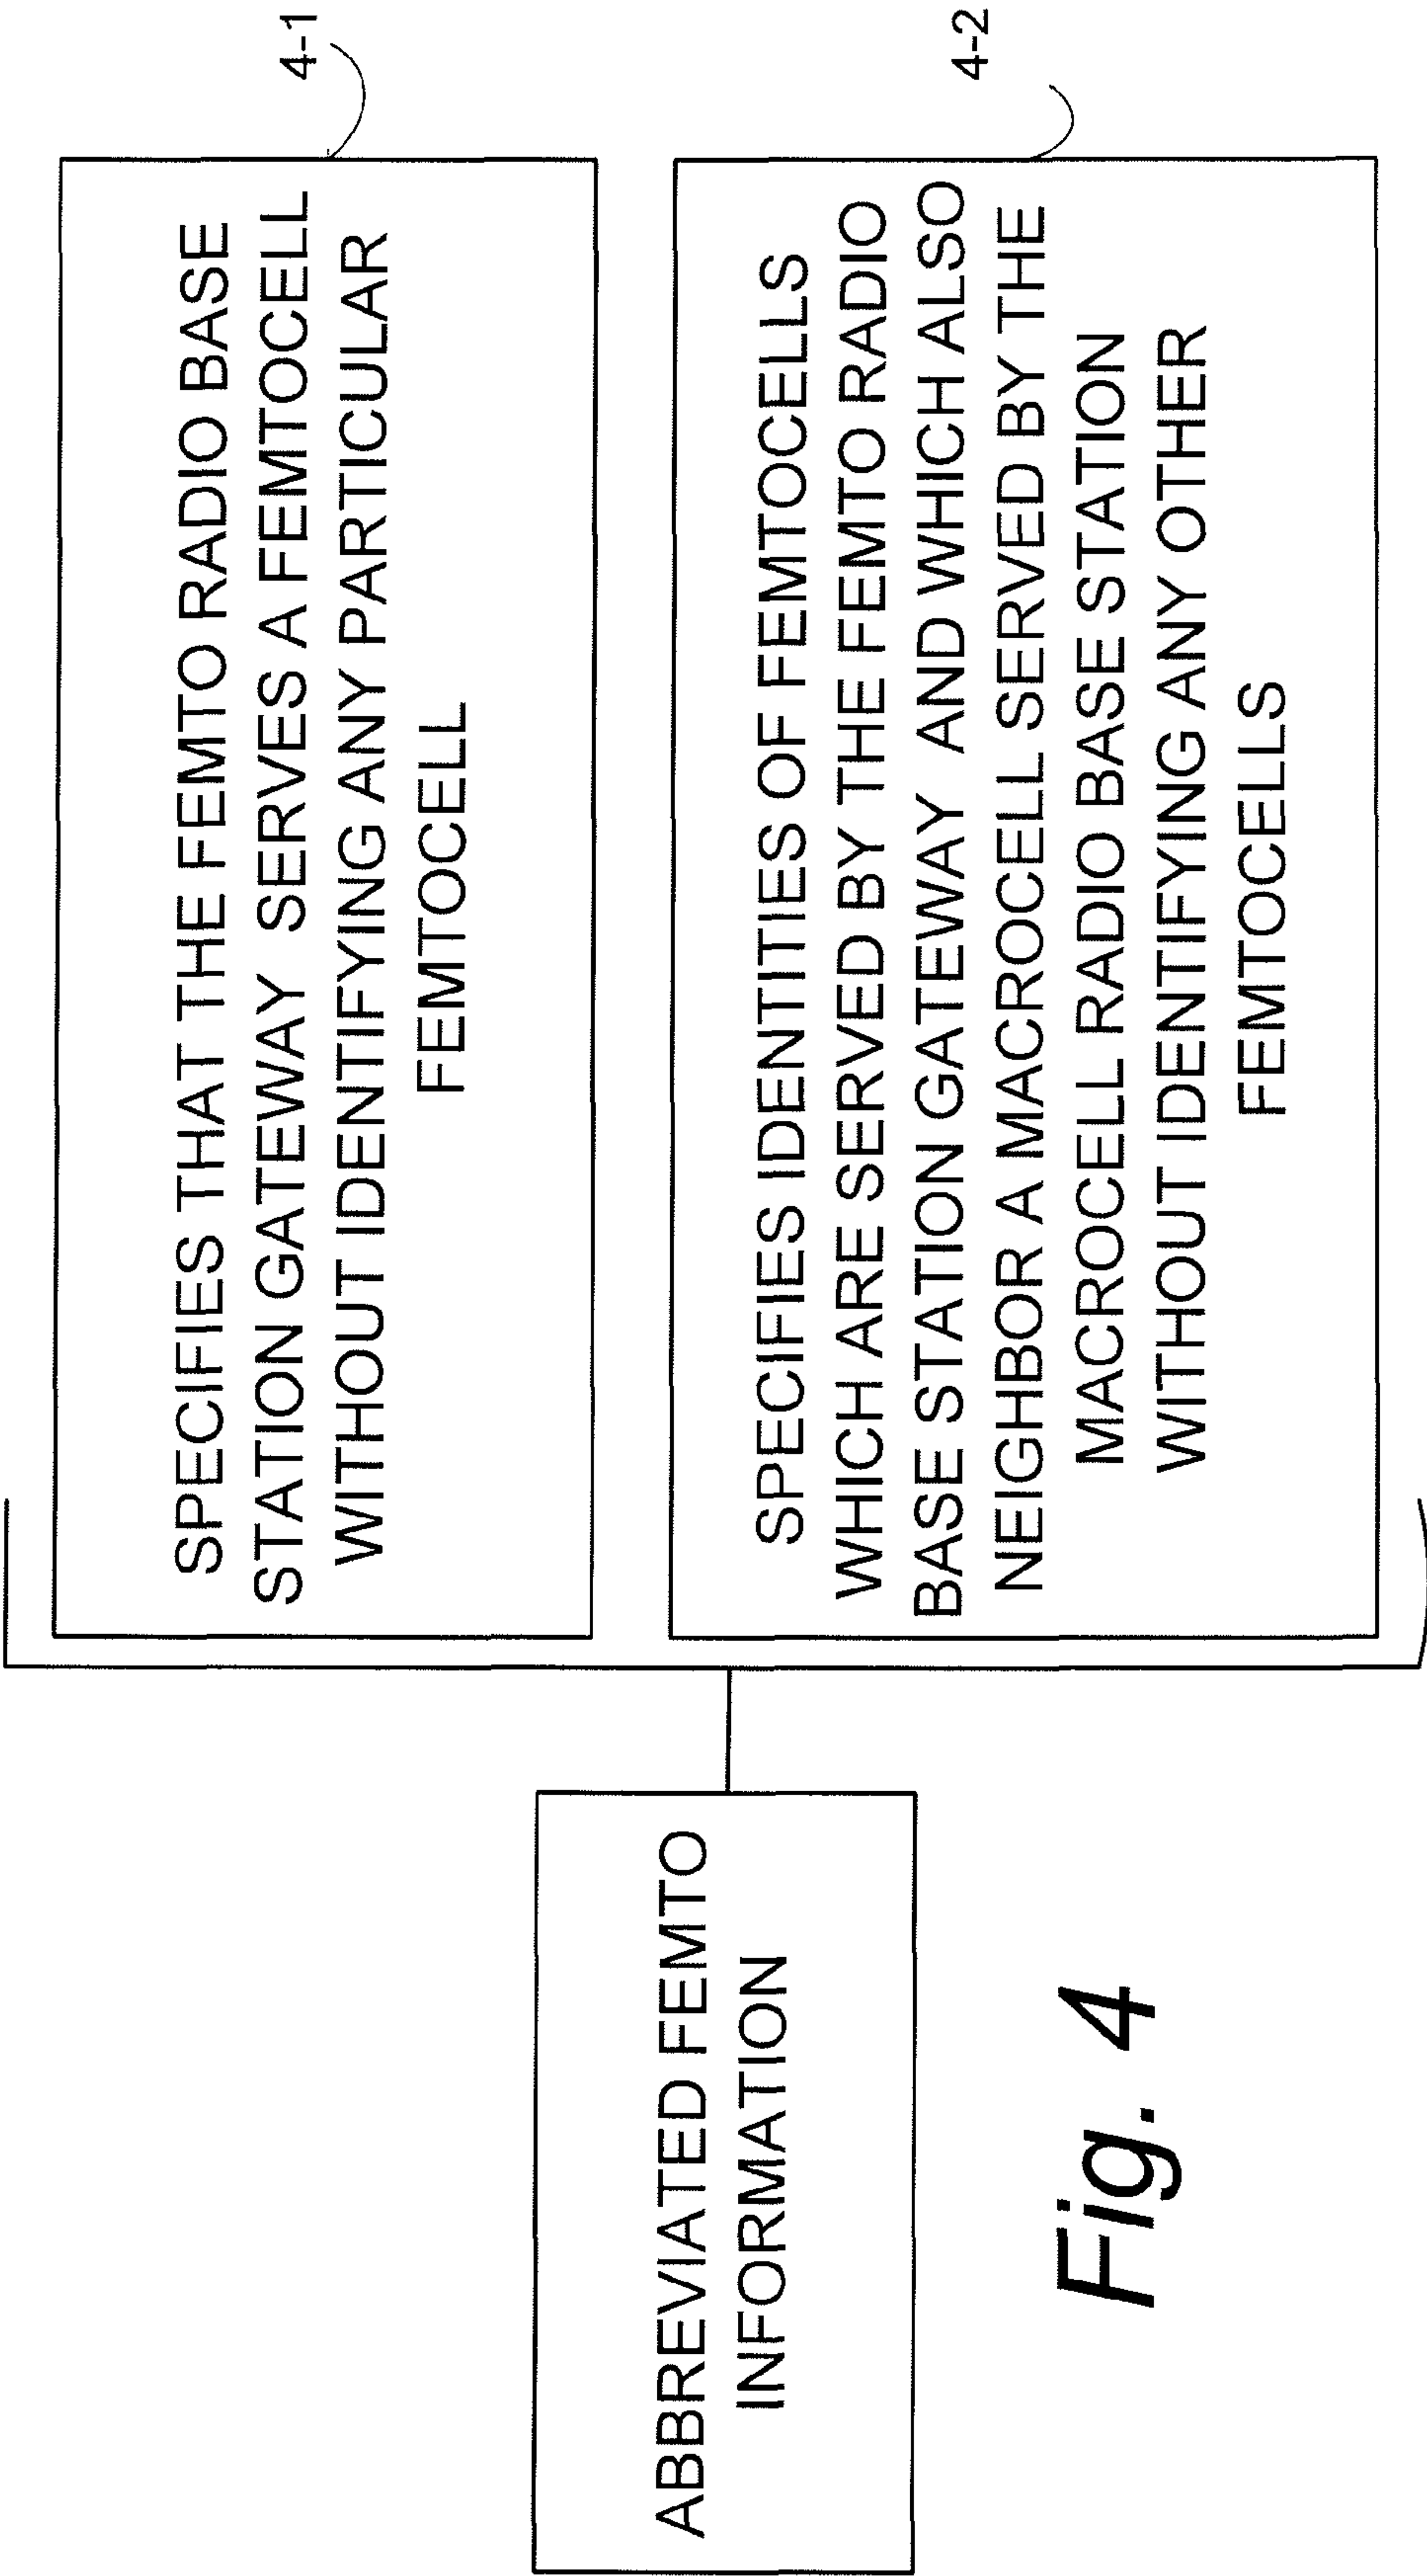 ABBREVIATED FEMTO
INFORMATION
SPECIFIES THAT THE FEMTO RADIO BASE
STATION GATEWAY SERVES A FEMTOCELL
WITHOUT IDENTIFYING ANY PARTICULAR
FEMTOCELL
4-1
SPECIFIES IDENTITIES OF FEMTOCELLS
WHICH ARE SERVED BY THE FEMTO RADIO
BASE STATION GATEWAY AND WHICH ALSO
NEIGHBOR A MACROCELL SERVED BY THE
MACROCELL RADIO BASE STATION
WITHOUT IDENTIFYING ANY OTHER
FEMTOCELLS
4-2
Fig. 4